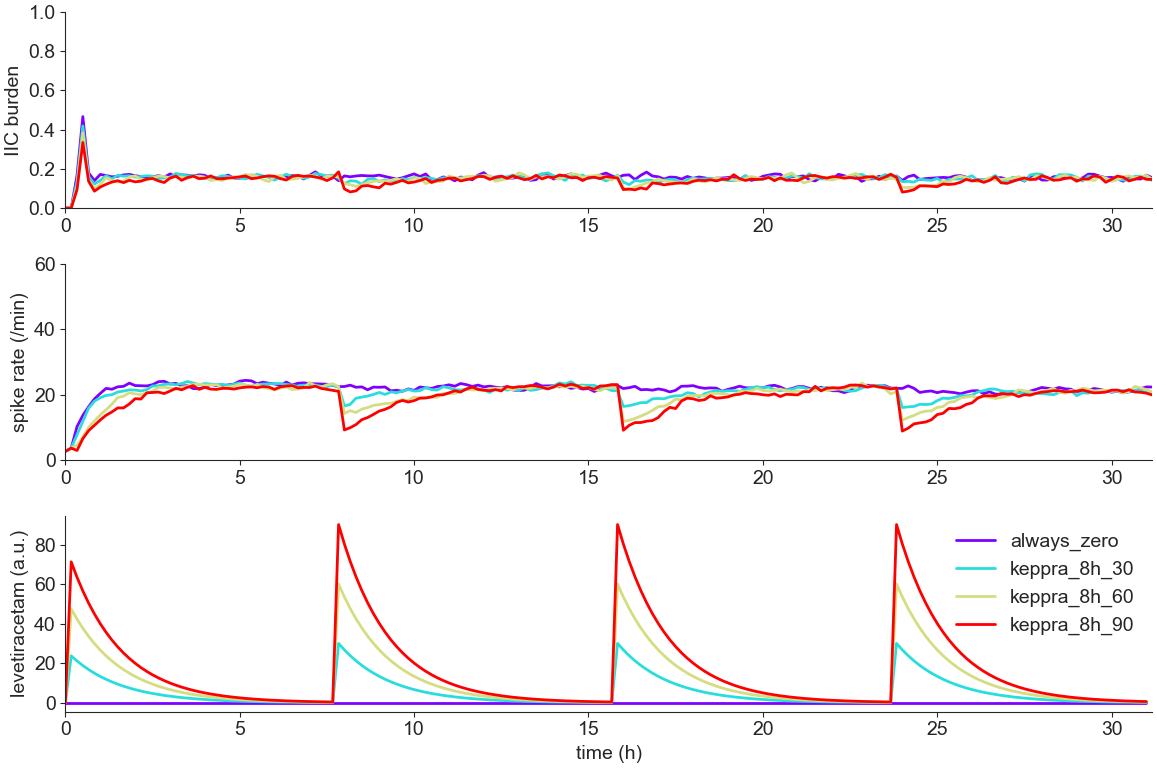 IIC burden
1.0
0.8
0.6
0.4
0.2
0.0
0 5 10 15 20 25 30
spike rate (/min)
60
40
20
0
0 5 10 15 20 25 30
levetiracetam (a.u.)
80
60
40
20
0
always_zero
keppra_8h_30
keppra_8h_60
keppra_8h_90
0 5 10 15 20 25 30
time (h)